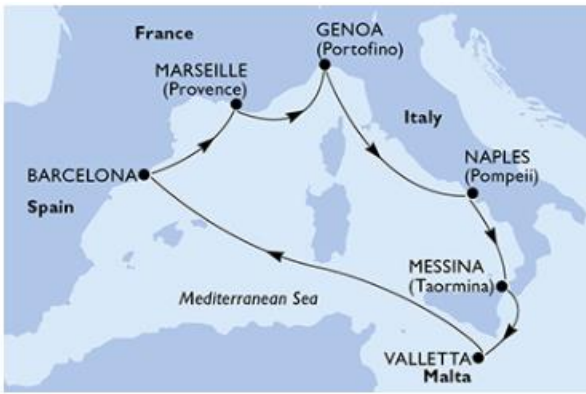 France
GENOA
(Portofino)
MARSEILLE
(Provence)
Italy
NAPLES
(Pompeii)
BARCELONA
Spain
MESSINA
(Taormina)
Mediterranean Sea
VALLETTA
Malta